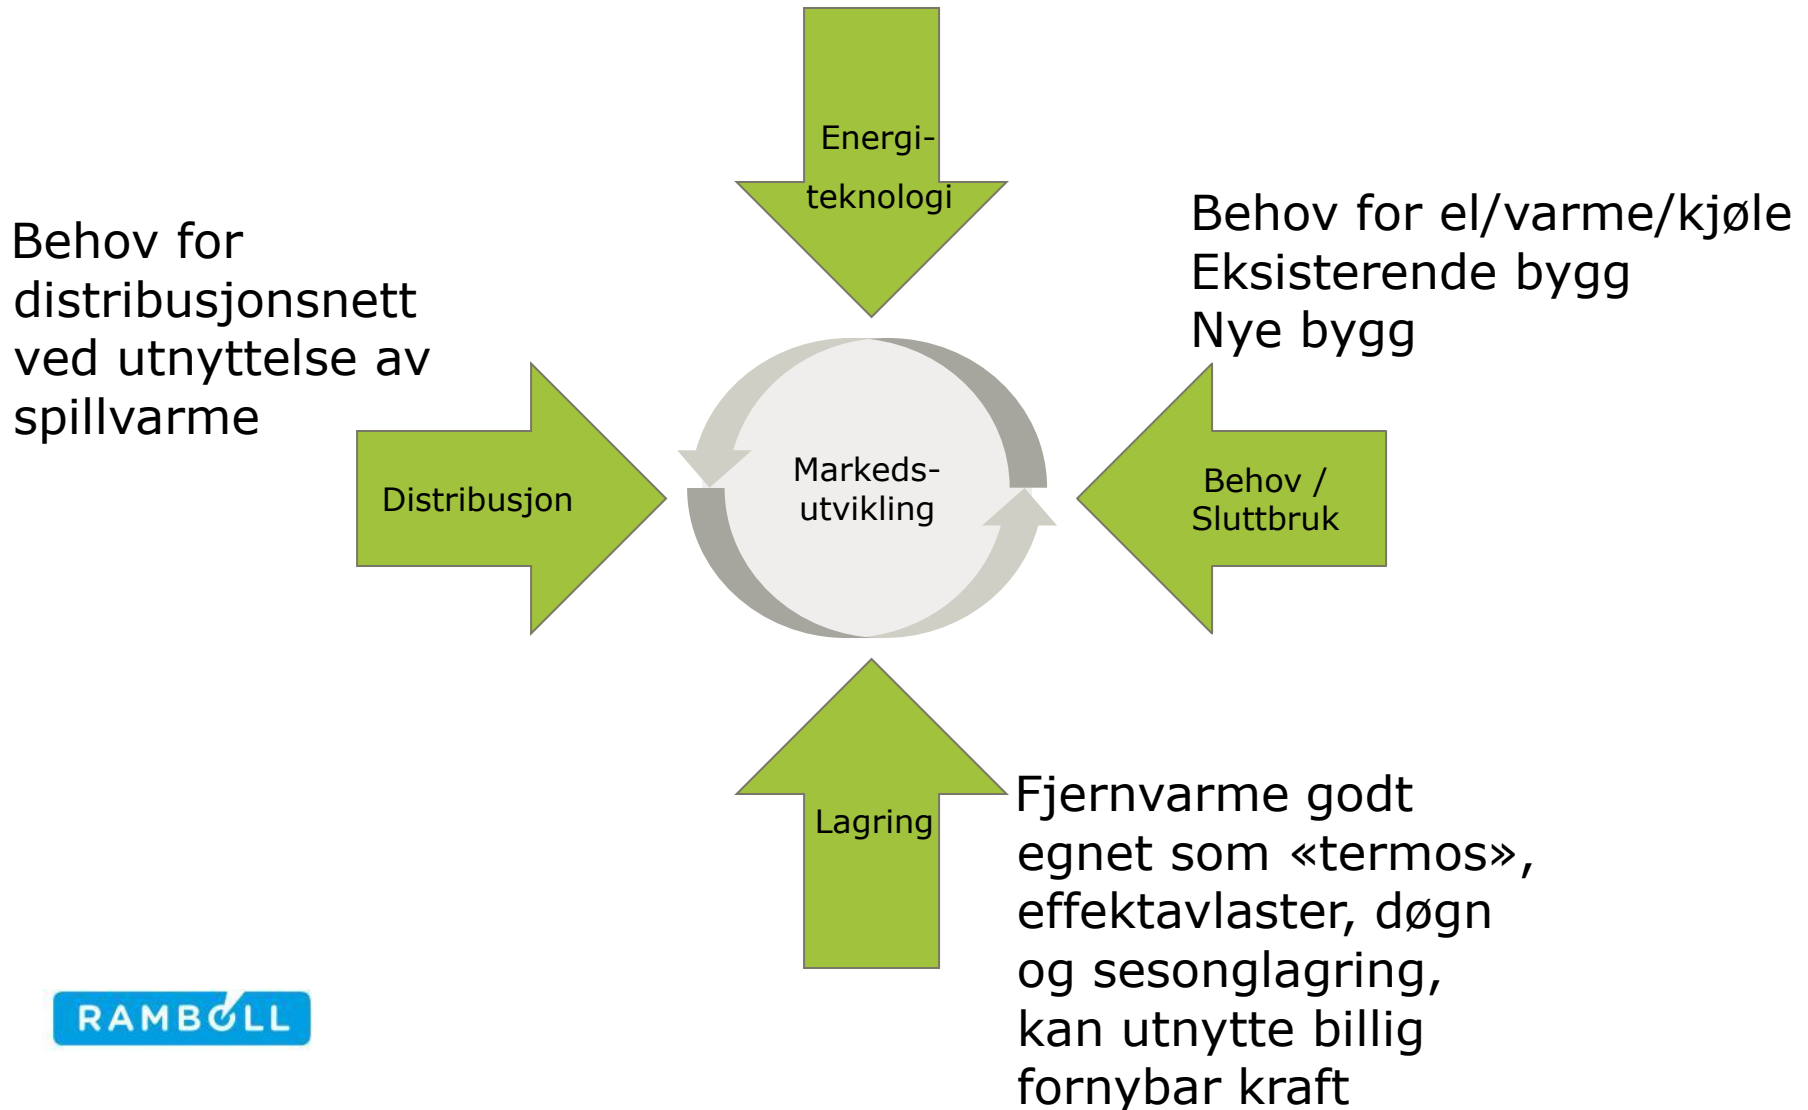 Energi-
teknologi
Behov for
distribusjonsnett
ved utnyttelse av
spillvarme
Behov for el/varme/kjøle
Eksisterende bygg
Nye bygg
Distribusjon
Markeds-
utvikling
Behov /
Sluttbruk
Lagring
Fjernvarme godt
egnet som «termos»,
effektavlaster, døgn
og sesonglagring,
kan utnytte billig
fornybar kraft
RAMBOLL